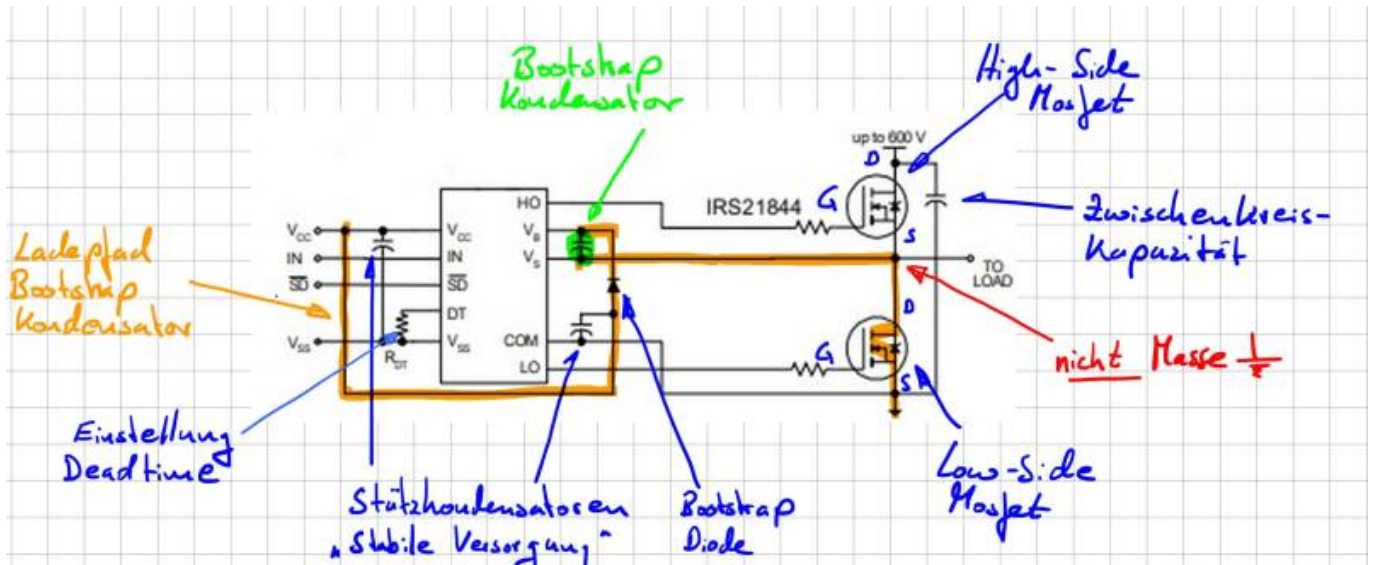 Bootstrap
Kondensator
High-Side
Mosfet
up to 600 V
D
HO
IRS21844
G
Zwischenkreis-
Kapazität
S
Ladepfad
Bootstrap
Kondensator
VCC
VCC
VB
IN
IN
VS
SD
SD
TO
LOAD
DT
D
VSS
VSS
COM
RDT
LO
G
S
nicht Masse
Einstellung
Deadtime
Low-Side
Mosfet
Stützkondensatoren
"Stabile Versorgung"
Bootstrap
Diode